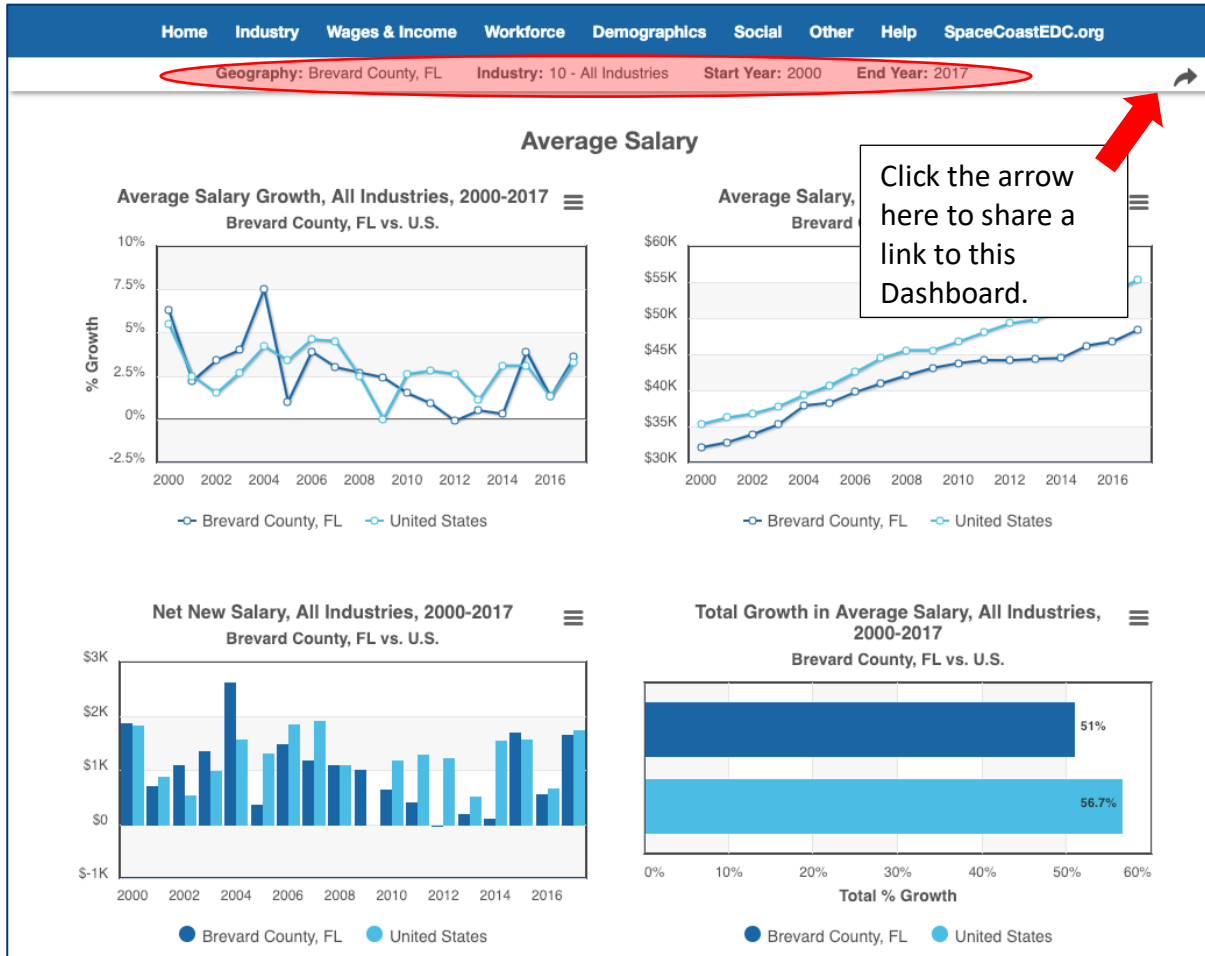 Home Industry Wages & Income Workforce Demographics Social Other Help SpaceCoastEDC.org
Geography: Brevard County, FL Industry: 10 - All Industries Start Year: 2000 End Year: 2017
Average Salary
Click the arrow
here to share a
link to this
Dashboard.
Average Salary Growth, All Industries, 2000-2017
Brevard County, FL vs. U.S.
% Growth
10%
7.5%
5%
2.5%
0%
-2.5%
2000 2002 2004 2006 2008 2010 2012 2014 2016
Brevard County, FL United States
Average Salary,
Brevard
$60K
$55K
$50K
$45K
$40K
$35K
$30K
2000 2002 2004 2006 2008 2010 2012 2014 2016
Brevard County, FL United States
Net New Salary, All Industries, 2000-2017
Brevard County, FL vs. U.S.
$3K
$2K
$1K
$0
$-1K
2000 2002 2004 2006 2008 2010 2012 2014 2016
Brevard County, FL United States
Total Growth in Average Salary, All Industries,
2000-2017
Brevard County, FL vs. U.S.
51%
56.7%
0% 10% 20% 30% 40% 50% 60%
Total % Growth
Brevard County, FL United States